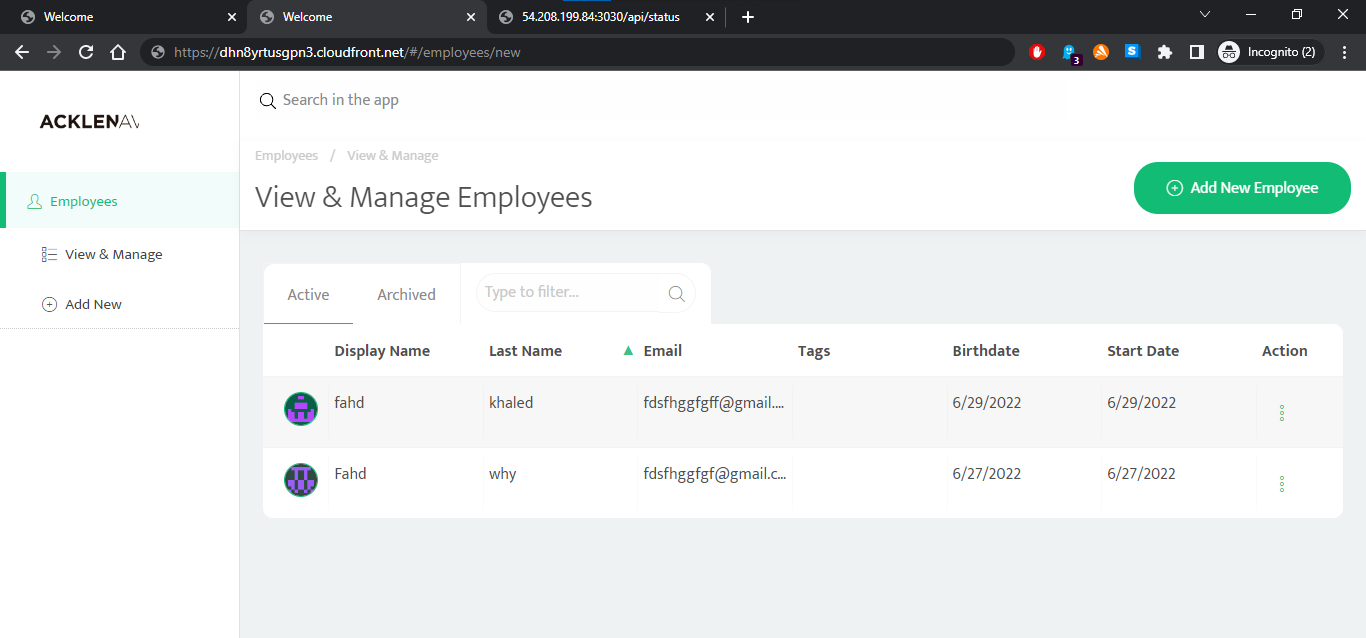 Welcome
Welcome
54.208.199.84:3030/api/status
https://dhn8yrtusgpn3.cloudfront.net/#/employees/new
3
S
Incognito (2)
ACKLENAV
Search in the app
Employees / View & Manage
View & Manage Employees
Add New Employee
Employees
View & Manage
Add New
Active
Archived
Type to filter...
Display Name Last Name Email Tags Birthdate Start Date Action
fahd khaled fdsfhggfgff@gmail.... 6/29/2022 6/29/2022
Fahd why fdsfhggfgf@gmail.c... 6/27/2022 6/27/2022